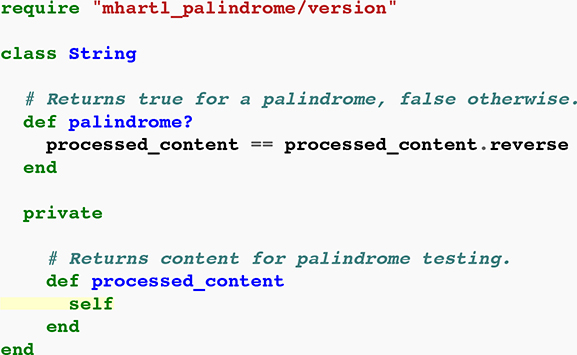 require "mhartl_palindrome/version"
class String
# Returns true for a palindrome, false otherwise.
def palindrome?
processed_content == processed_content.reverse
end
private
# Returns content for palindrome testing.
def processed_content
self
end
end